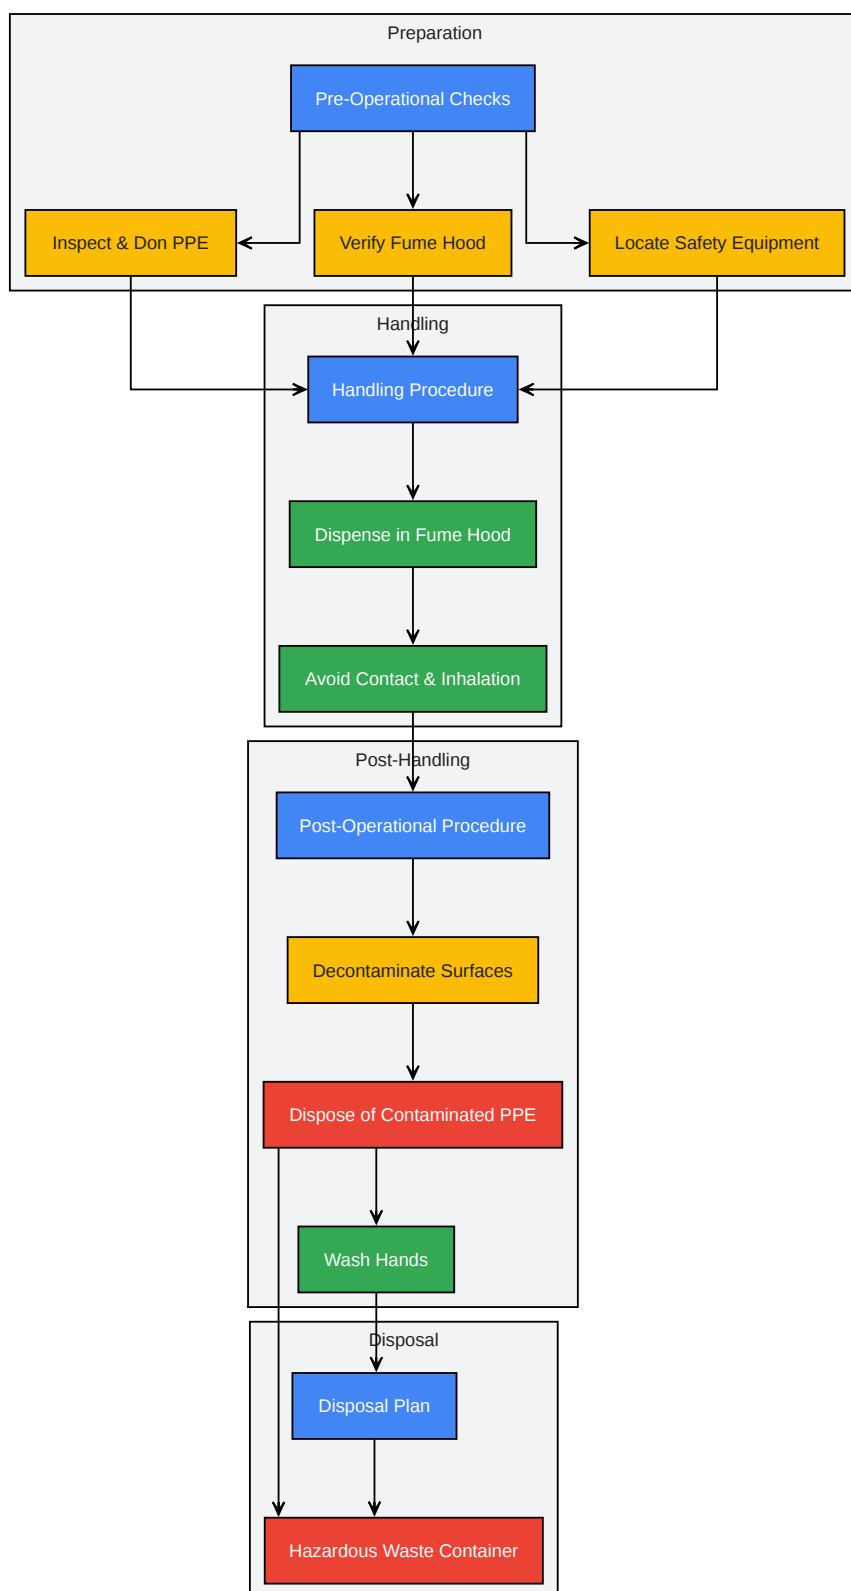 Preparation
Pre-Operational Checks
Inspect & Don PPE
Verify Fume Hood
Locate Safety Equipment
Handling
Handling Procedure
Dispense in Fume Hood
Avoid Contact & Inhalation
Post-Handling
Post-Operational Procedure
Decontaminate Surfaces
Dispose of Contaminated PPE
Wash Hands
Disposal
Disposal Plan
Hazardous Waste Container